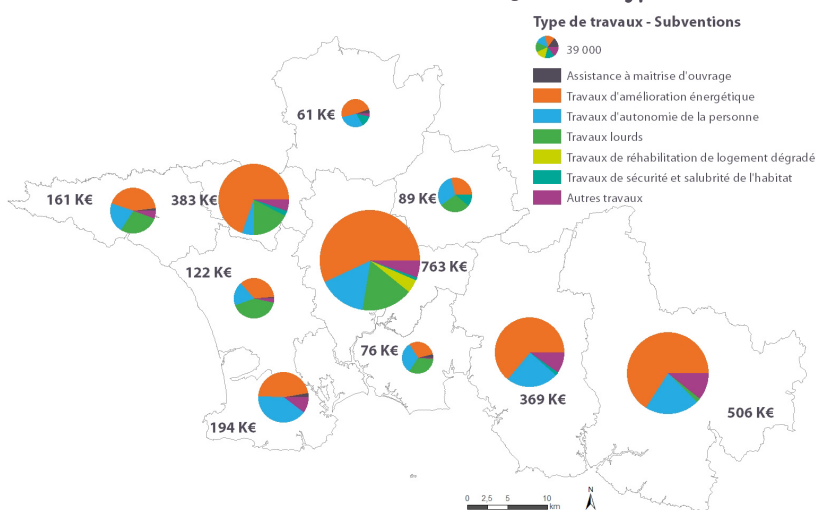 Type de travaux - Subventions
39 000
Assistance à maitrise d'ouvrage
Travaux d'amélioration énergétique
Travaux d'autonomie de la personne
Travaux lourds
Travaux de réhabilitation de logement dégradé
Travaux de sécurité et salubrité de l'habitat
Autres travaux
61 K€
161 K€
383 K€
89 K€
763 K€
122 K€
76 K€
369 K€
506 K€
194 K€
0 2,5 5 10
km
N